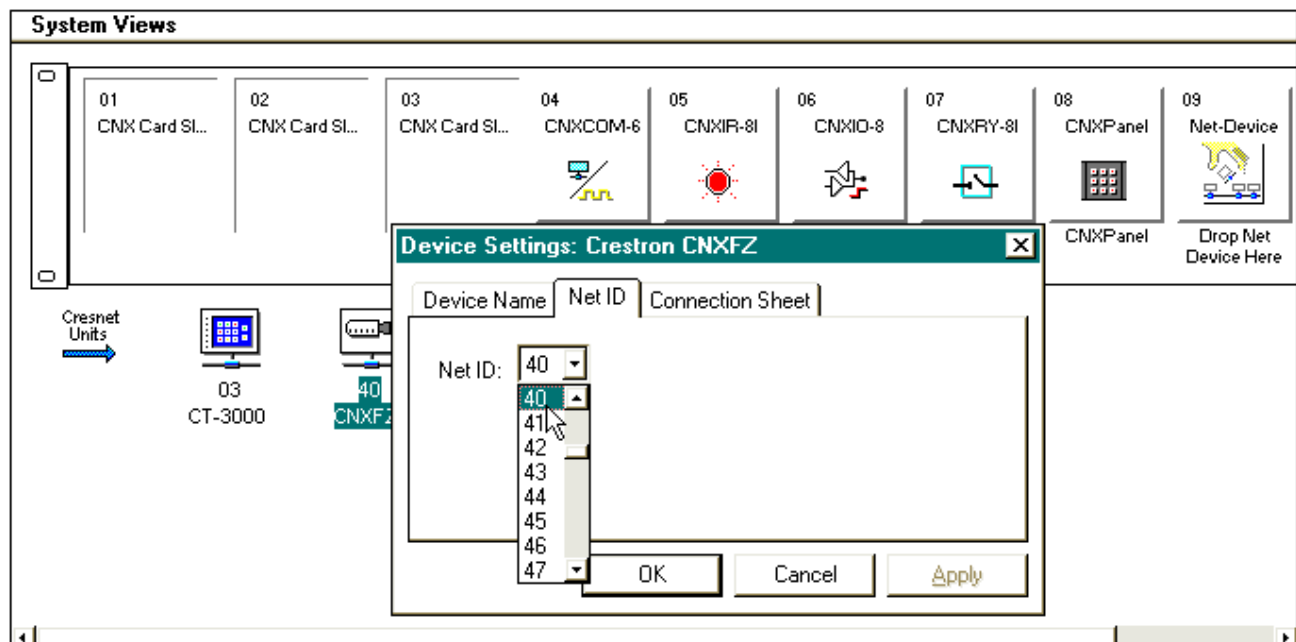 System Views
01 02 03 04 05 06 07 08 09
CNX Card Sl... CNX Card Sl... CNX Card Sl... CNXCOM-6 CNXIR-8I CNXIO-8 CNXRY-8I CNXPanel Net-Device
CNXPanel Drop Net
Device Here
Device Settings: Crestron CNXFZ
Device Name Net ID Connection Sheet
Net ID: 40
40
41
42
43
44
45
46
47
OK Cancel Apply
Cresnet
Units
03
CT-3000
40